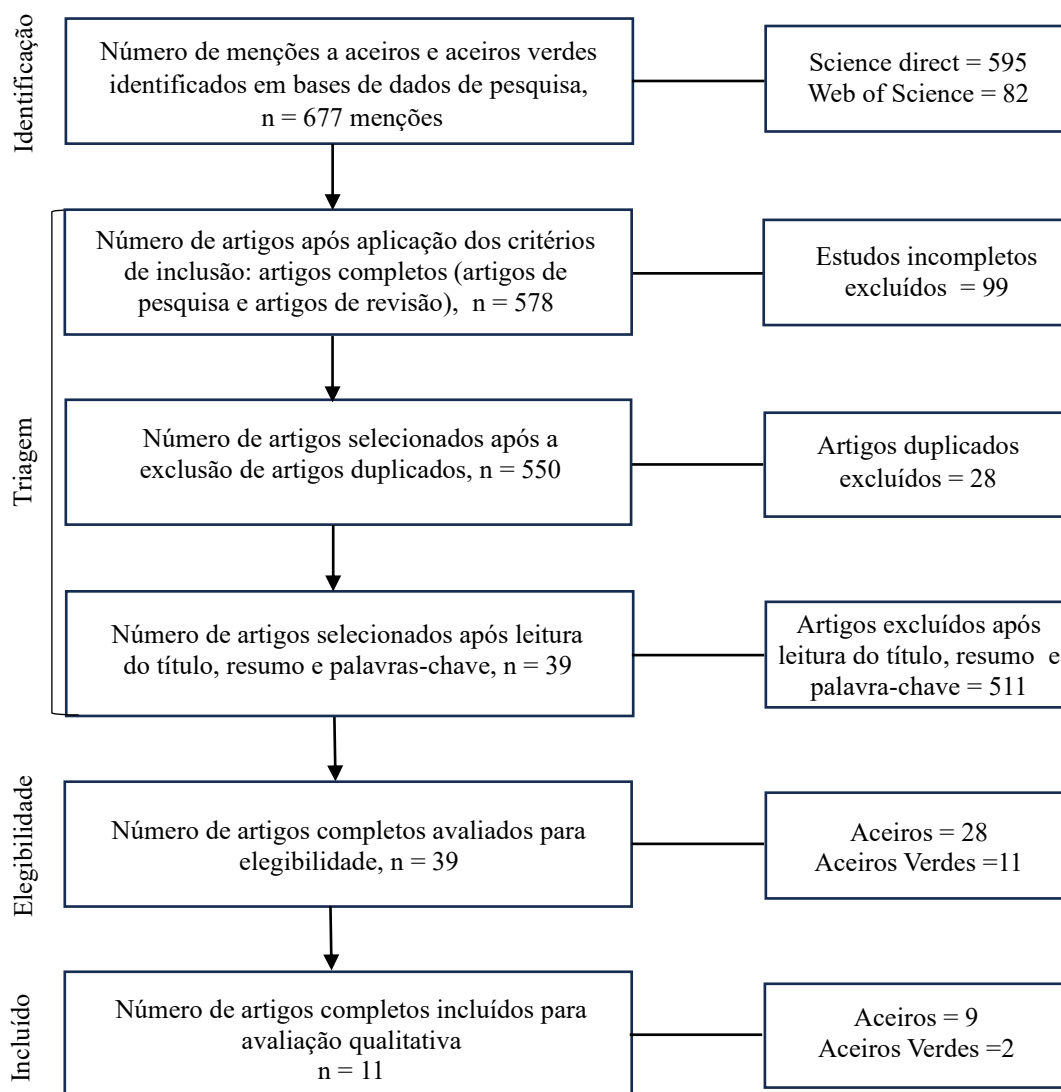 Identificação
Número de menções a aceiros e aceiros verdes
identificados em bases de dados de pesquisa,
n = 677 menções
Science direct = 595
Web of Science = 82
Triagem
Número de artigos após aplicação dos critérios
de inclusão: artigos completos (artigos de
pesquisa e artigos de revisão), n = 578
Estudos incompletos
excluídos = 99
Número de artigos selecionados após a
exclusão de artigos duplicados, n = 550
Artigos duplicados
excluídos = 28
Número de artigos selecionados após leitura
do título, resumo e palavras-chave, n = 39
Artigos excluídos após
leitura do título, resumo e
palavra-chave = 511
Elegibilidade
Número de artigos completos avaliados para
elegibilidade, n = 39
Aceiros = 28
Aceiros Verdes =11
Incluído
Número de artigos completos incluídos para
avaliação qualitativa
n = 11
Aceiros = 9
Aceiros Verdes =2